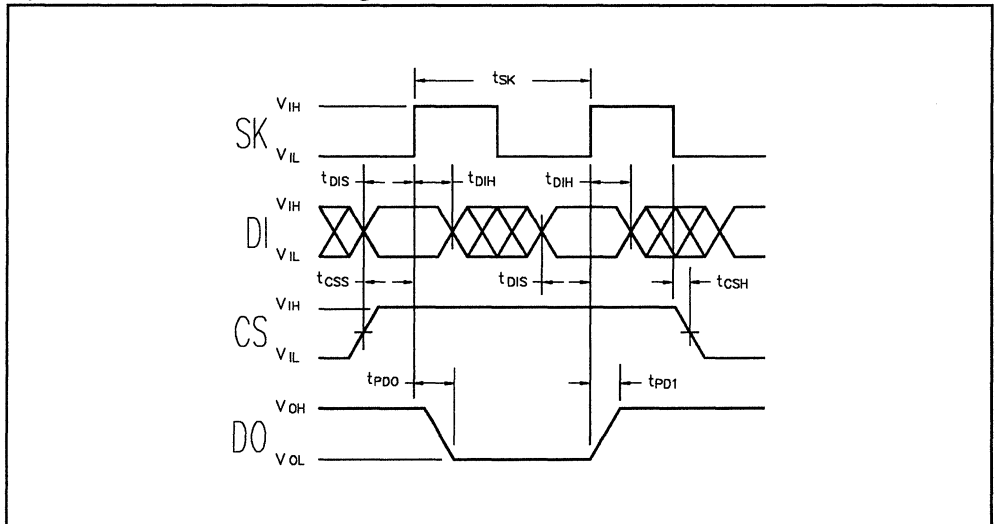 tSK
VIH
SK
VIL
tDIS
tDIH
tDIH
VIH
DI
VIL
tCSS
tDIS
tCSH
VIH
CS
VIL
tPD0
tPD1
VOH
DO
VOL